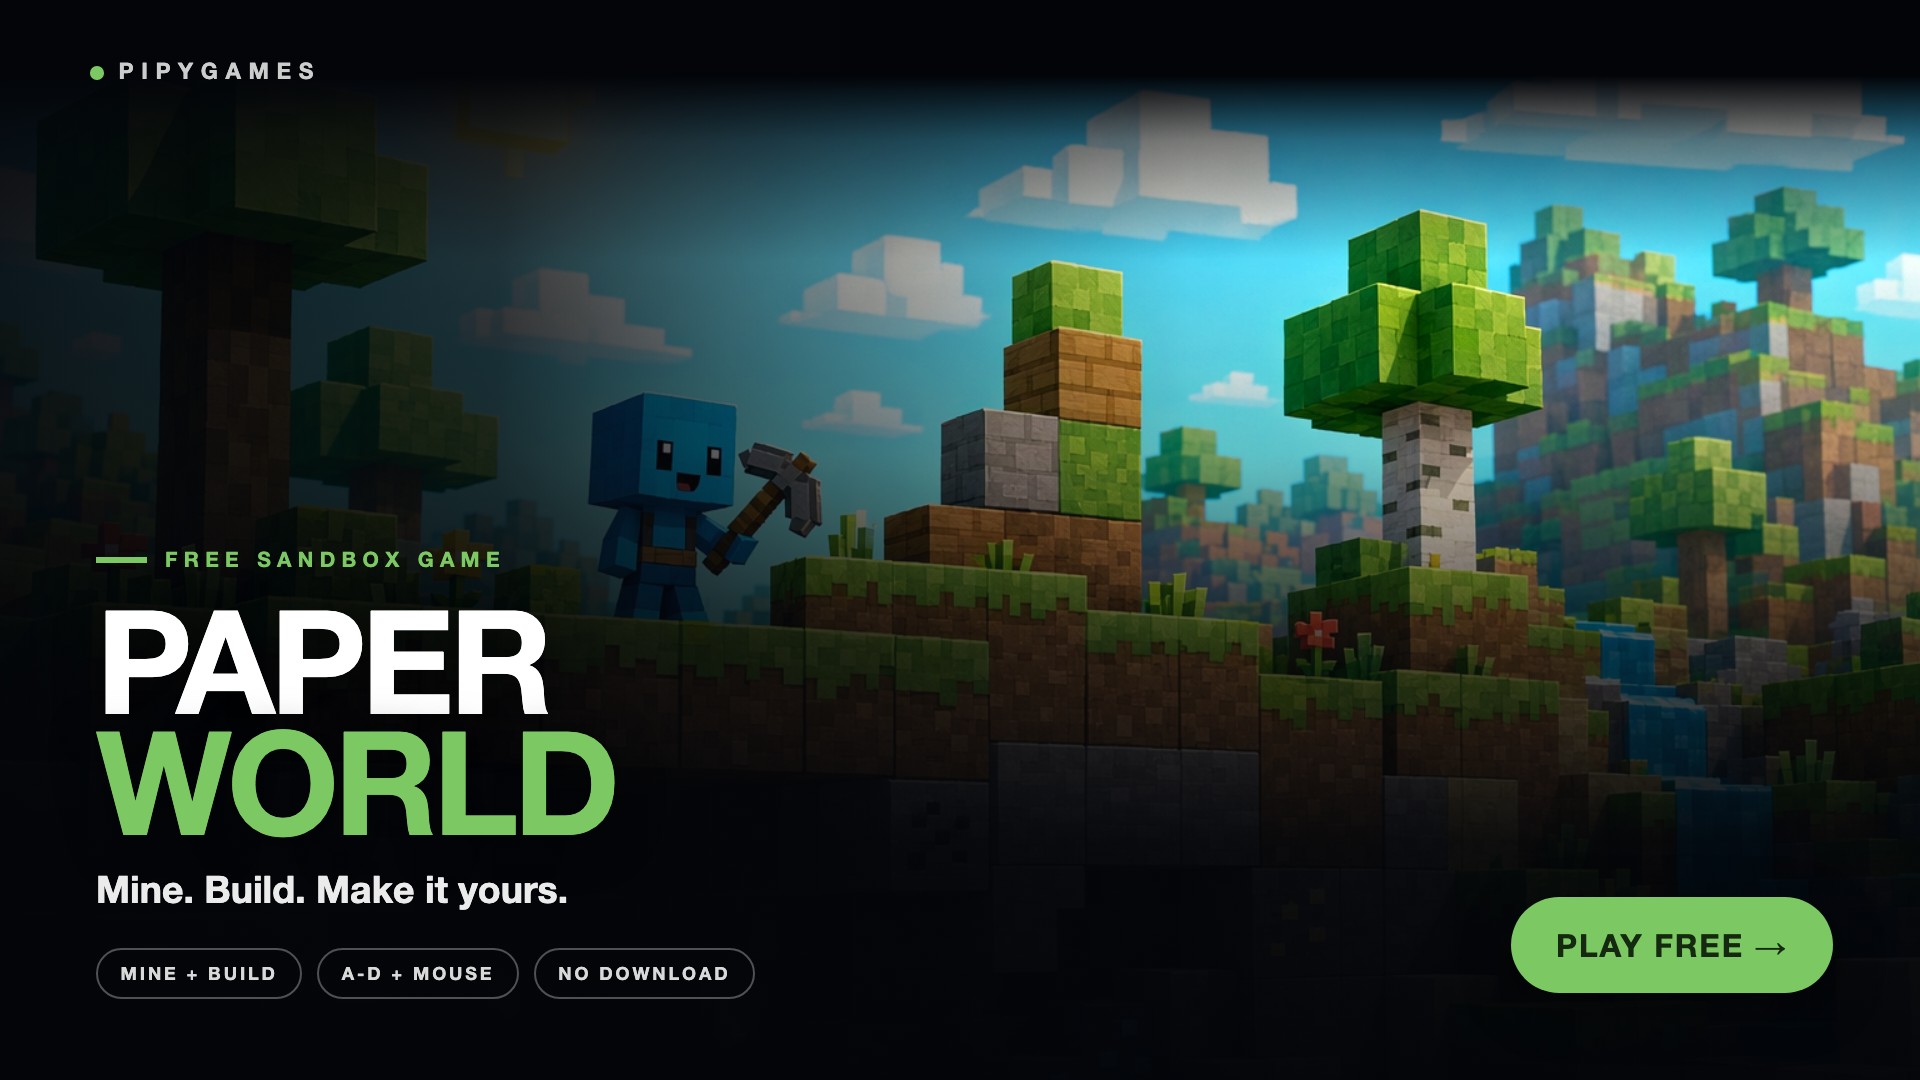 PIPYGAMES
FREE SANDBOX GAME
PAPER
WORLD
Mine. Build. Make it yours.
MINE + BUILD
A-D + MOUSE
NO DOWNLOAD
PLAY FREE →